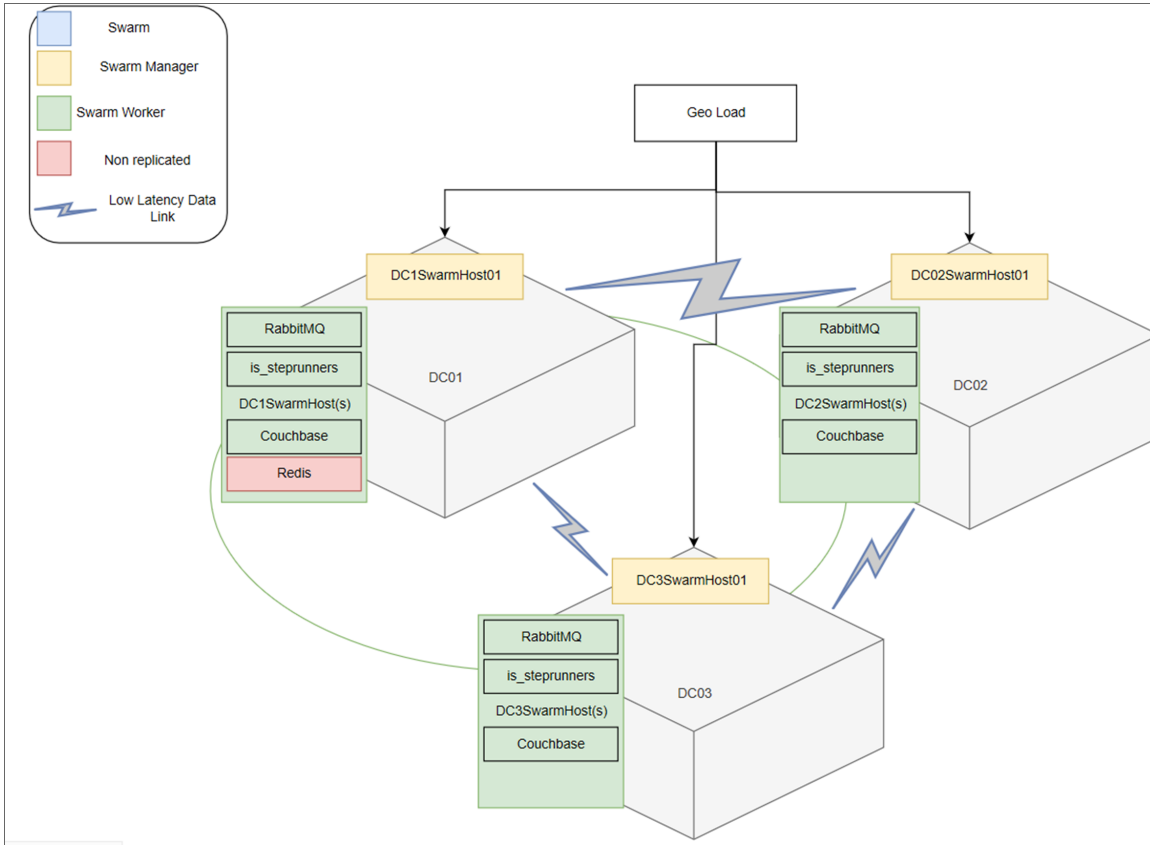 Swarm
Swarm Manager
Swarm Worker
Non replicated
Low Latency Data
Link
Geo Load
DC1SwarmHost01
RabbitMQ
is_steprunners
DC1SwarmHost(s)
Couchbase
Redis
DC01
DC02SwarmHost01
RabbitMQ
is_steprunners
DC2SwarmHost(s)
Couchbase
DC02
DC3SwarmHost01
RabbitMQ
is_steprunners
DC3SwarmHost(s)
Couchbase
DC03